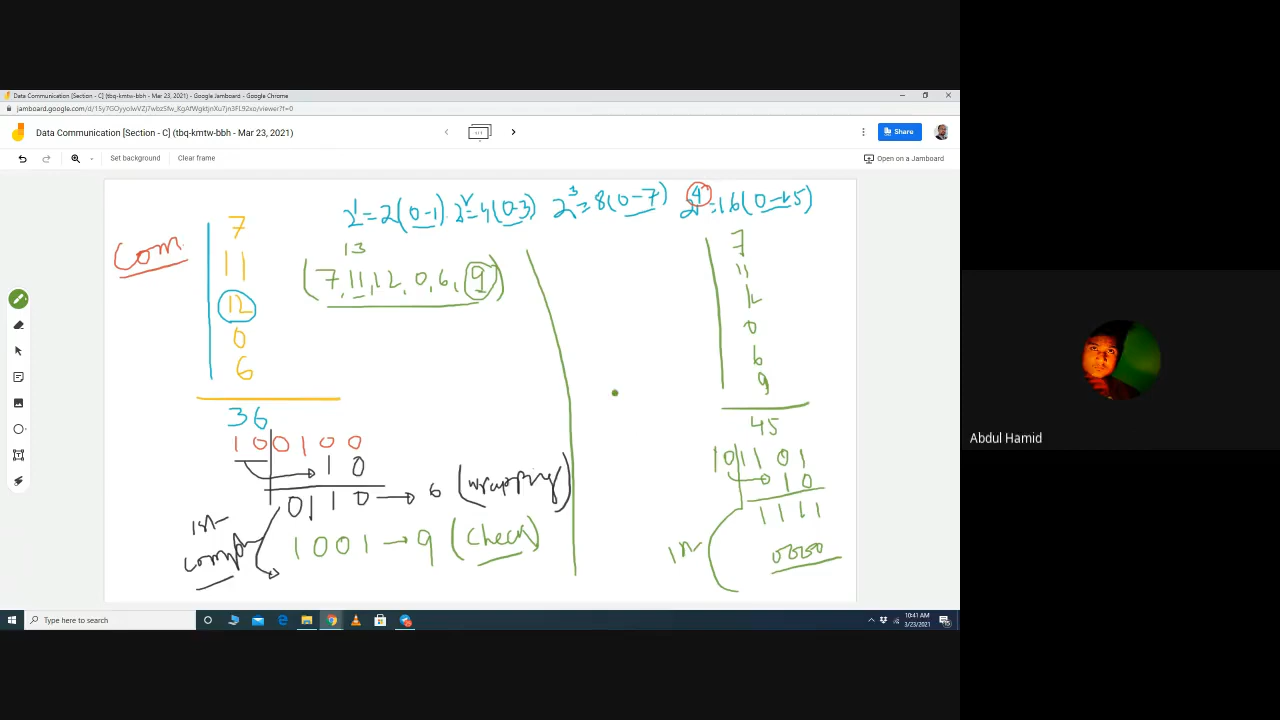 Data Communication [Section - C] (tbq-kmtw-bbh - Mar 23, 2021) - Google Jamboard - Google Chrome
Data Communication [Section - C] (tbq-kmtw-bbh - Mar 23, 2021)
Share
Set background
Clear frame
Open on a Jamboard
2¹=2(0-1)
2²=4(0-3)
2³=8(0-7)
2⁴=16(0-15)
Com.
7
11
12
0
6
36
100100
10
0110 → 6 (wrapping)
1st
1001 → 9 (check)
13
(7, 11, 12, 0, 6, 9)
7
11
12
0
6
9
45
101101
10
1111
1st
0000
Abdul Hamid
Type here to search
10:41 AM
3/23/2021